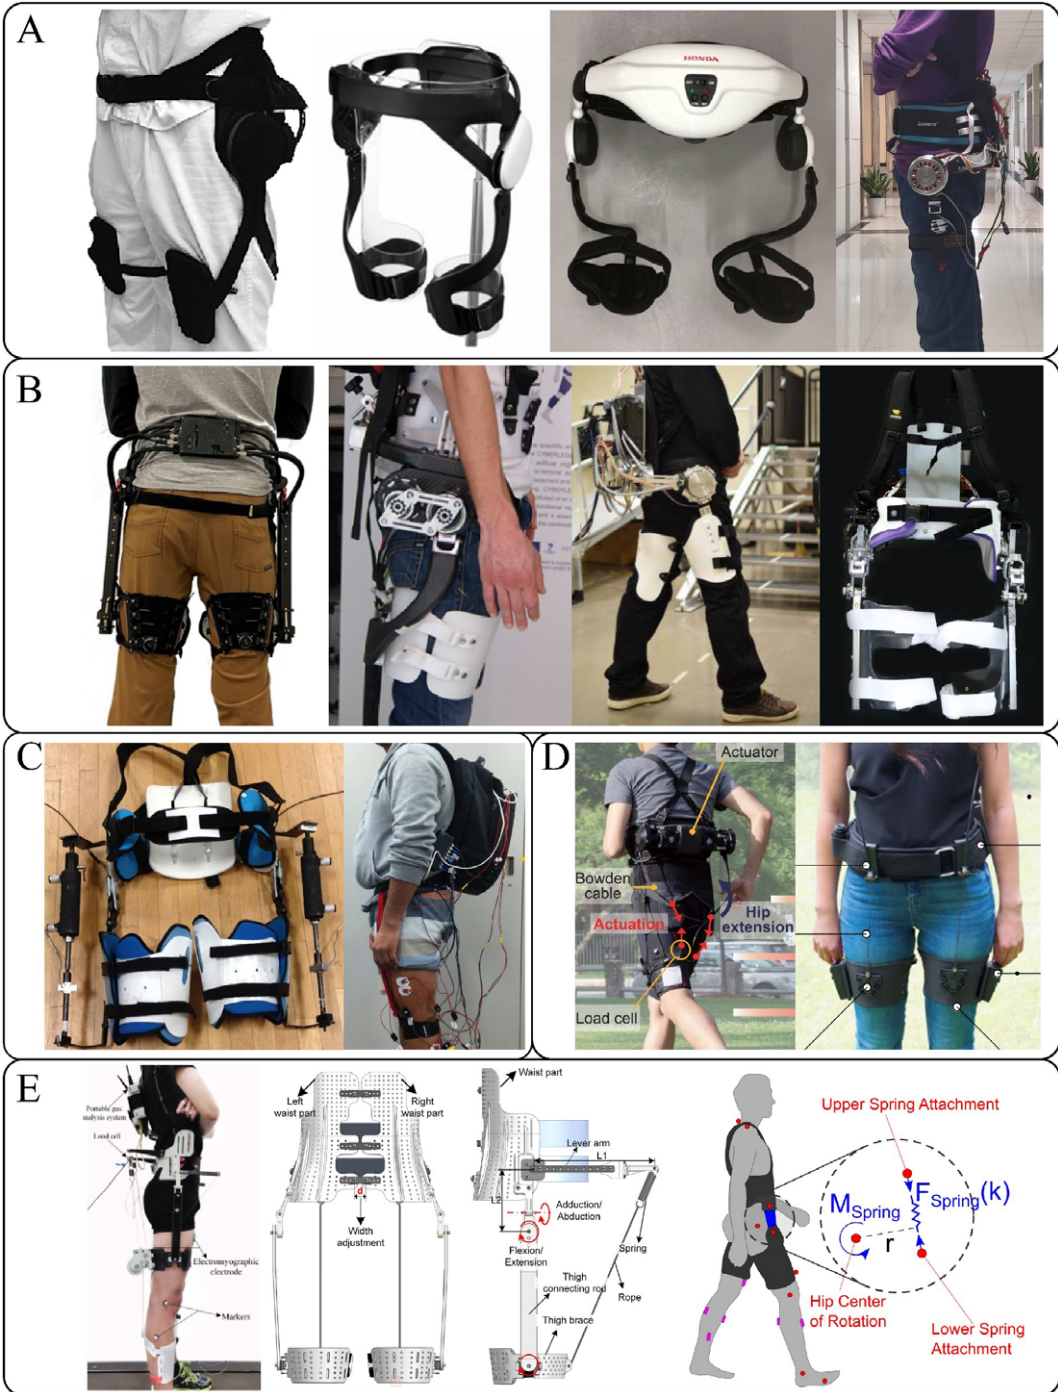 A
HONDA
B
C
D
Actuator
Bowden
cable
Actuation
Hip
extension
Load cell
E
Portable gas
analysis system
Load cell
Electromyographic
electrode
Markers
Left
waist part
Right
waist part
d
Width
adjustment
Waist part
Lever arm
L1
L2
Adduction/
Abduction
Flexion/
Extension
Spring
Thigh
connecting rod
Rope
Thigh brace
Upper Spring Attachment
M Spring
F Spring (k)
r
Hip Center
of Rotation
Lower Spring
Attachment